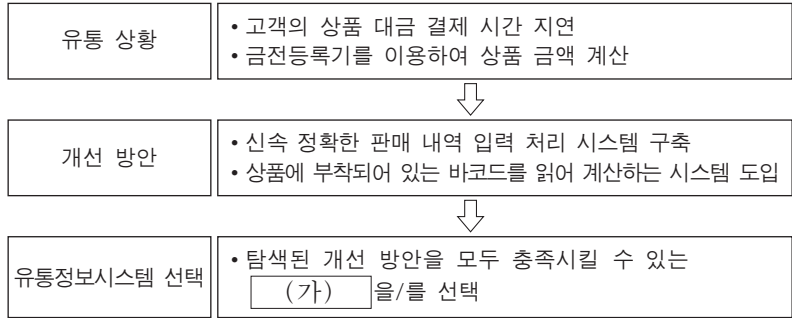 유통 상황
• 고객의 상품 대금 결제 시간 지연
• 금전등록기를 이용하여 상품 금액 계산
개선 방안
• 신속 정확한 판매 내역 입력 처리 시스템 구축
• 상품에 부착되어 있는 바코드를 읽어 계산하는 시스템 도입
유통정보시스템 선택
• 탐색된 개선 방안을 모두 충족시킬 수 있는
(가) 을/를 선택